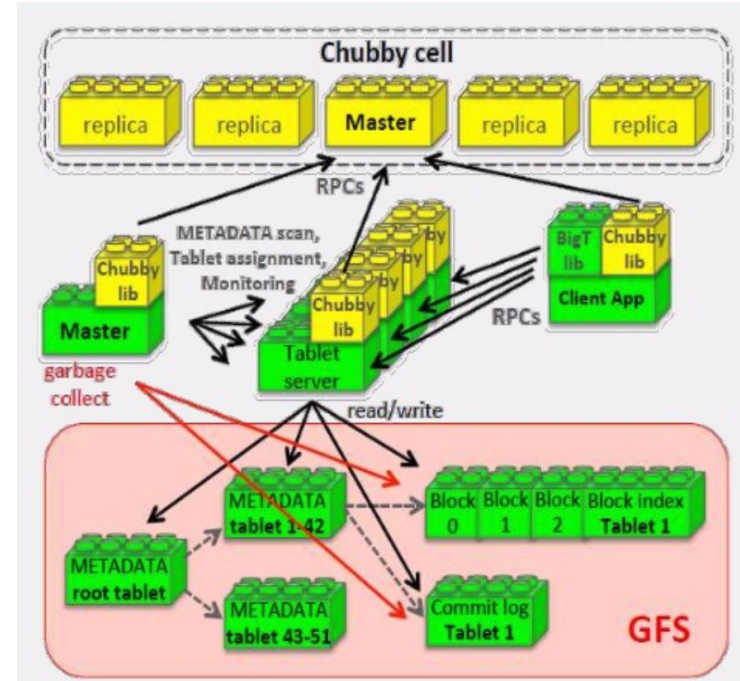 Chubby cell
replica
replica
Master
replica
replica
RPCs
METADATA scan,
Tablet assignment,
Monitoring
Chubby
lib
Master
garbage
collect
by
Chubby
lib
Tablet
server
BigT
lib
Chubby
lib
Client App
RPCs
read/write
METADATA
tablet 1-42
Block
0
Block
1
Block
2
Block index
Tablet 1
METADATA
root tablet
METADATA
tablet 43-51
Commit log
Tablet 1
GFS